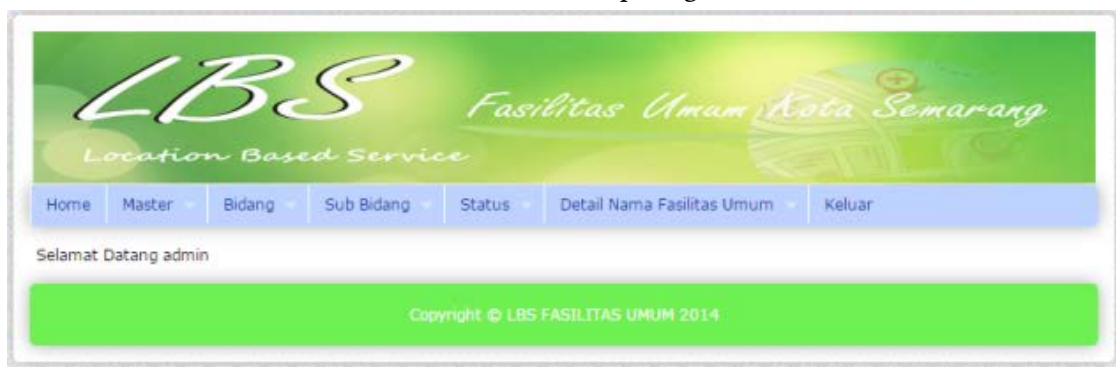 LBS
Fasilitas Umum Kota Semarang
Location Based Service
Home Master Bidang Sub Bidang Status Detail Nama Fasilitas Umum Keluar
Selamat Datang admin
Copyright © LBS FASILITAS UMUM 2014